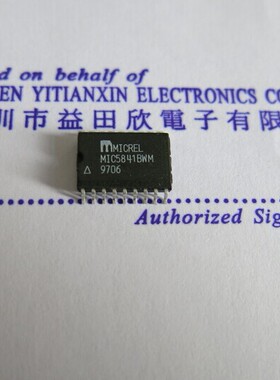 d on behalf of
EN YITIANXIN ELECTRONICS C
圳市益田欣電子有限
MICREL
MIC5841BWM
9706
Authorized Sig